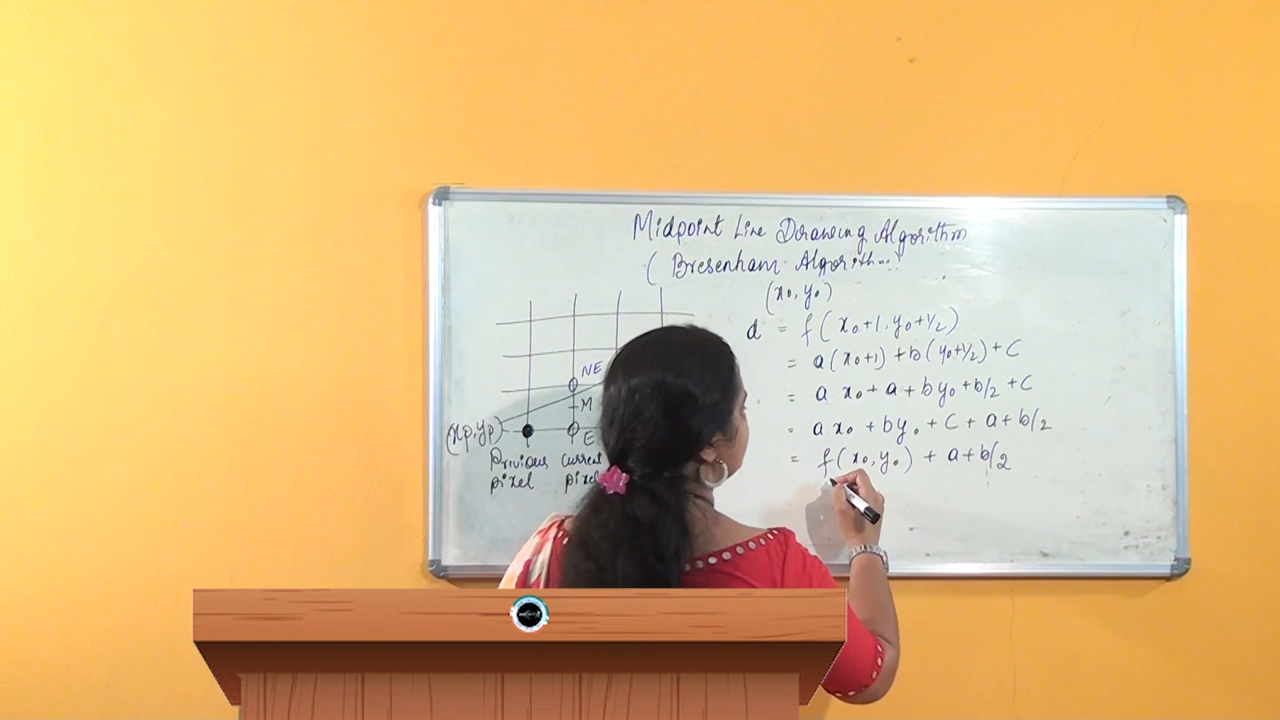 Midpoint Line Drawing Algorithm
( Bresenham Algorith...
(x₀, y₀)
d = f( x₀+1, y₀+1/2)
= a( x₀+1) + b( y₀+1/2) + C
= a x₀ + a + b y₀ + b/2 + C
= a x₀ + b y₀ + C + a + b/2
= f( x₀, y₀) + a + b/2
NE
M
(xp, yp)
E
Privious current
pixel pixel